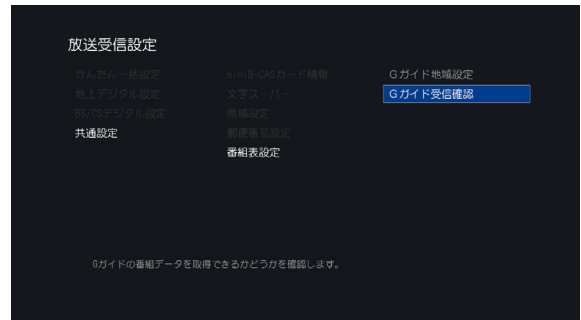 放送受信設定
かんたん一括設定
地上デジタル設定
BS/CSデジタル設定
共通設定
miniB-CASカード情報
文字スーパー
県域設定
郵便番号設定
番組表設定
Gガイド地域設定
Gガイド受信確認
Gガイドの番組データを取得できるかどうかを確認します。